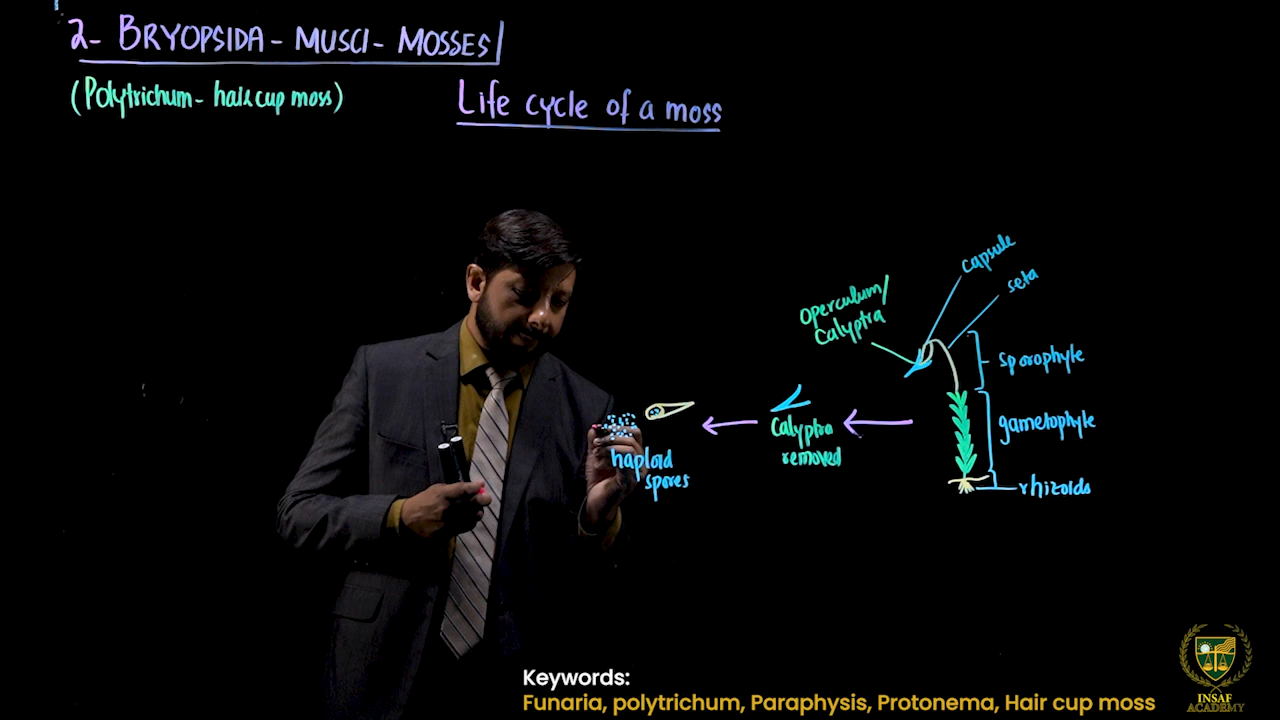 2- BRYOPSIDA - MUSCI - MOSSES
(Polytrichum - hair cup moss)
Life cycle of a moss
capsule
seta
operculum/
calyptra
sporophyte
gametophyte
rhizoids
Calyptra
removed
haploid
spores
Keywords:
Funaria, polytrichum, Paraphysis, Protonema, Hair cup moss
INSAF
ACADEMY